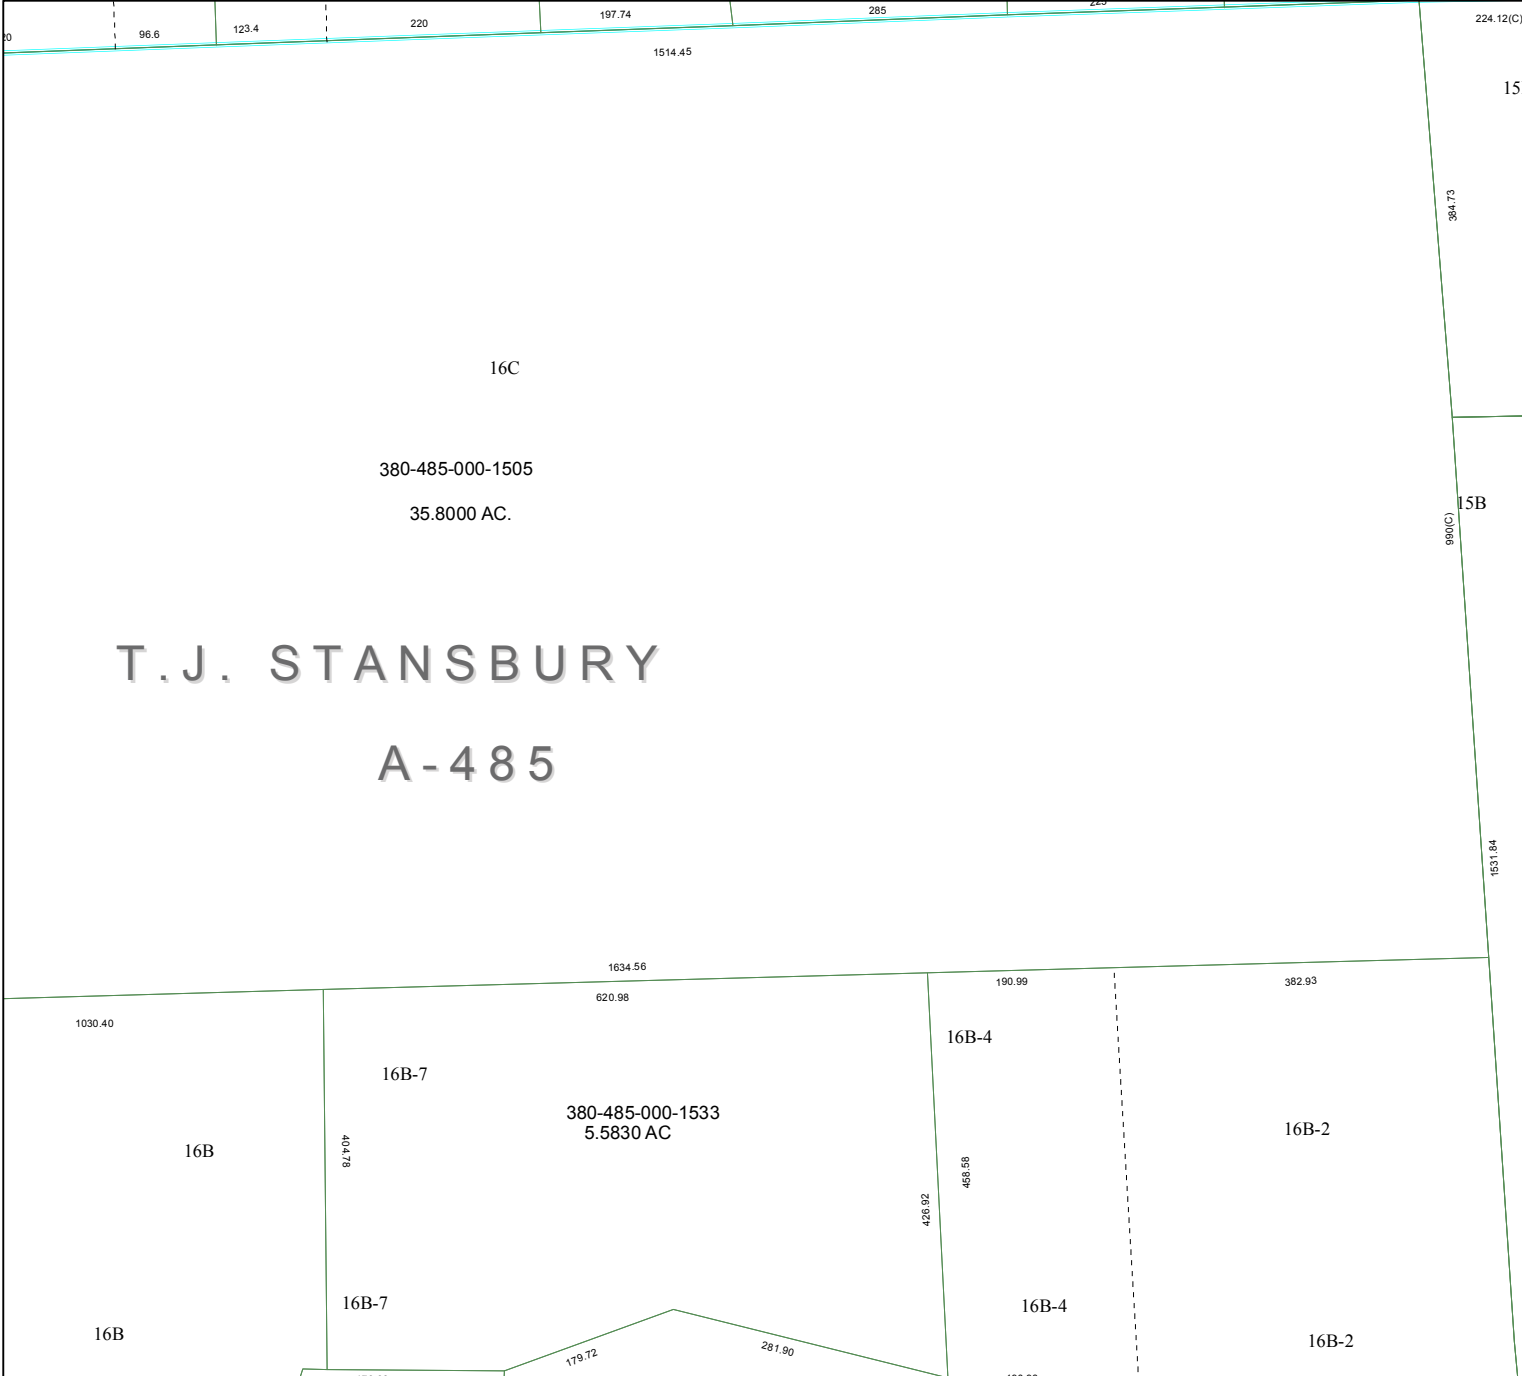 96.6
123.4
220
197.74
285
224.12(C)
1514.45
15
384.73
16C
380-485-000-1505
35.8000 AC.
15B
990(C)
T.J. STANSBURY
A-485
1531.84
1634.56
620.98
190.99
382.93
1030.40
16B-4
16B-7
380-485-000-1533
5.5830 AC
16B-2
16B
404.78
458.58
426.92
16B-7
16B-4
16B
16B-2
179.72
281.90